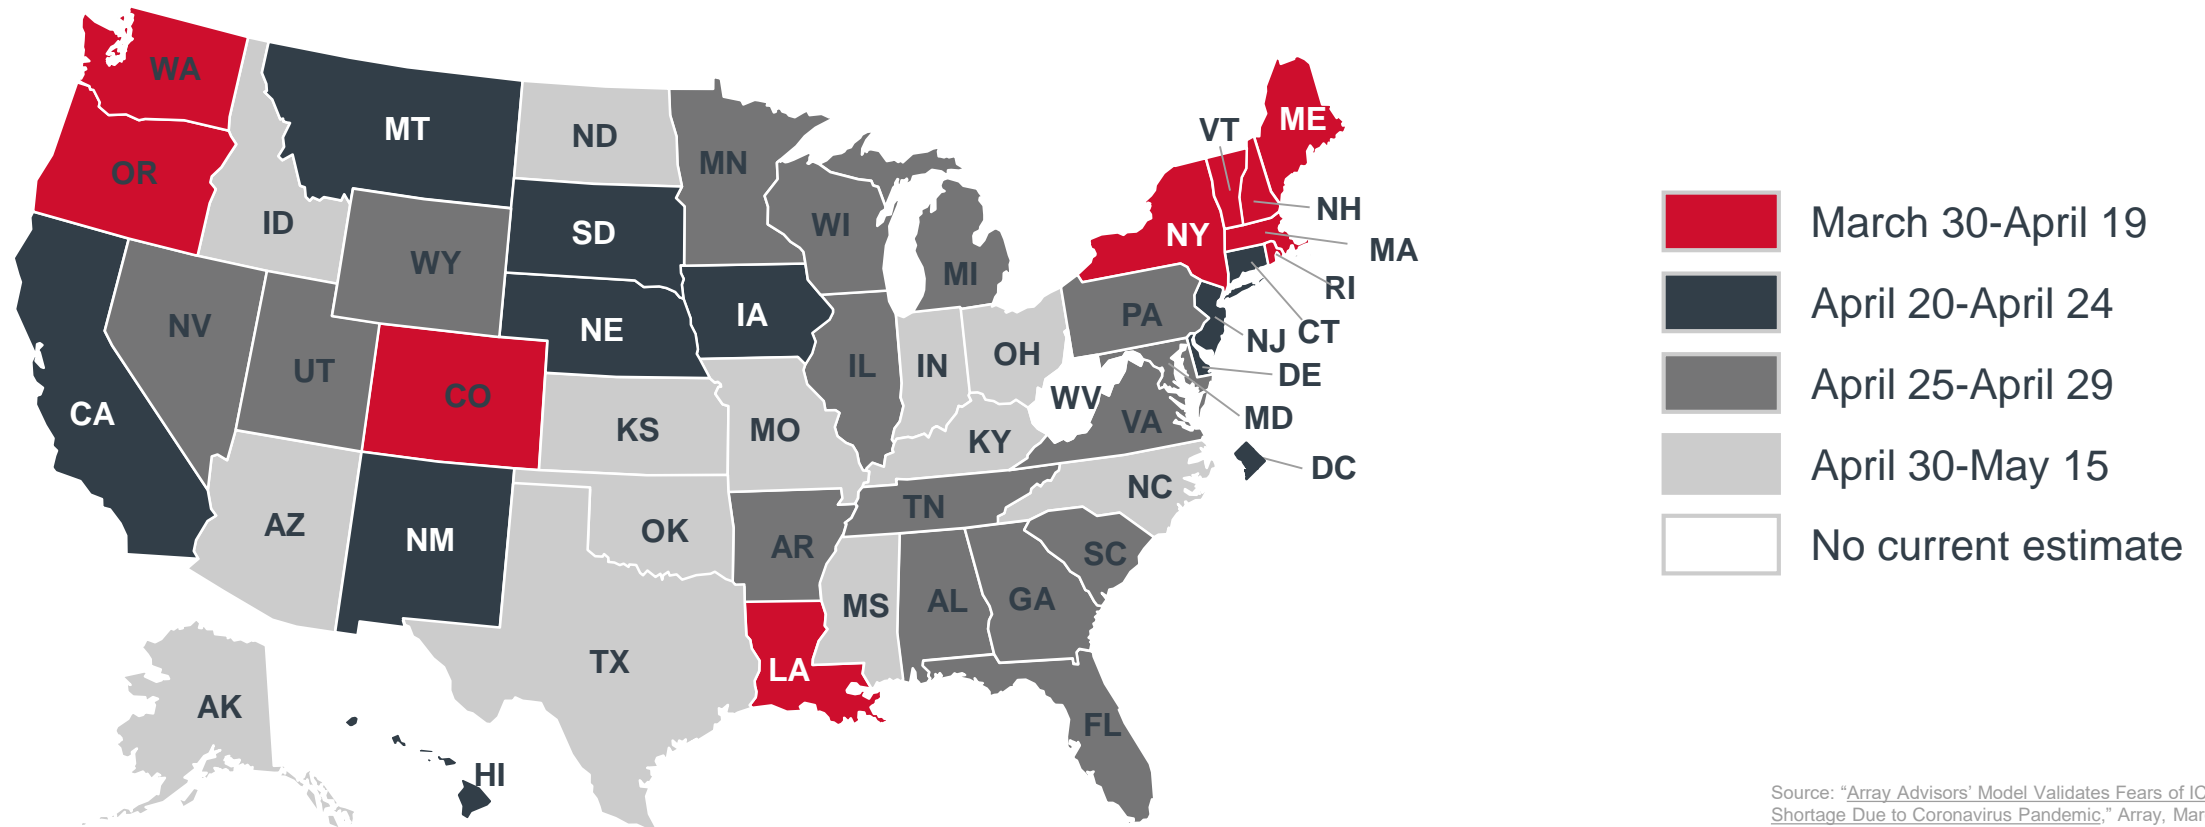 WA
OR
CA
MT
ID
NV
WY
UT
CO
AZ
NM
ND
SD
NE
KS
OK
TX
MN
IA
MO
AR
LA
WI
IL
MS
MI
IN
OH
KY
TN
AL
GA
FL
SC
NC
VA
WV
PA
NY
VT
ME
NH
MA
RI
CT
NJ
DE
MD
DC
AK
HI
March 30-April 19
April 20-April 24
April 25-April 29
April 30-May 15
No current estimate
Source: “Array Advisors’ Model Validates Fears of IC
Shortage Due to Coronavirus Pandemic,” Array, Mar